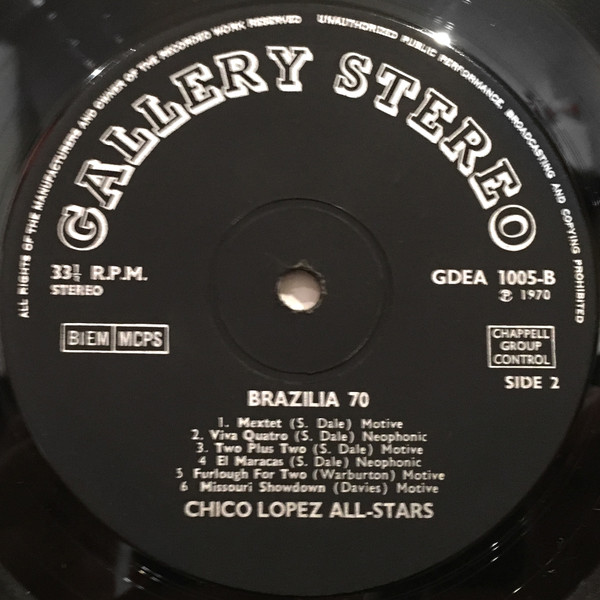 ALL RIGHTS OF THE MANUFACTURERS AND OWNER OF THE RECORDED WORK RESERVED UNAUTHORIZED PUBLIC PERFORMANCE, BROADCASTING AND COPYING PROHIBITED
GALLERY STEREO
33⅓ R.P.M.
STEREO
GDEA 1005-B
℗ 1970
BIEM MCPS
CHAPPELL
GROUP
CONTROL
SIDE 2
BRAZILIA 70
1. Mextet (S. Dale) Motive
2. Viva Quatro (S. Dale) Neophonic
3. Two Plus Two (S. Dale) Motive
4 El Maracas (S. Dale) Neophonic
5 Furlough For Two (Warburton) Motive
6 Missouri Showdown (Davies) Motive
CHICO LOPEZ ALL-STARS